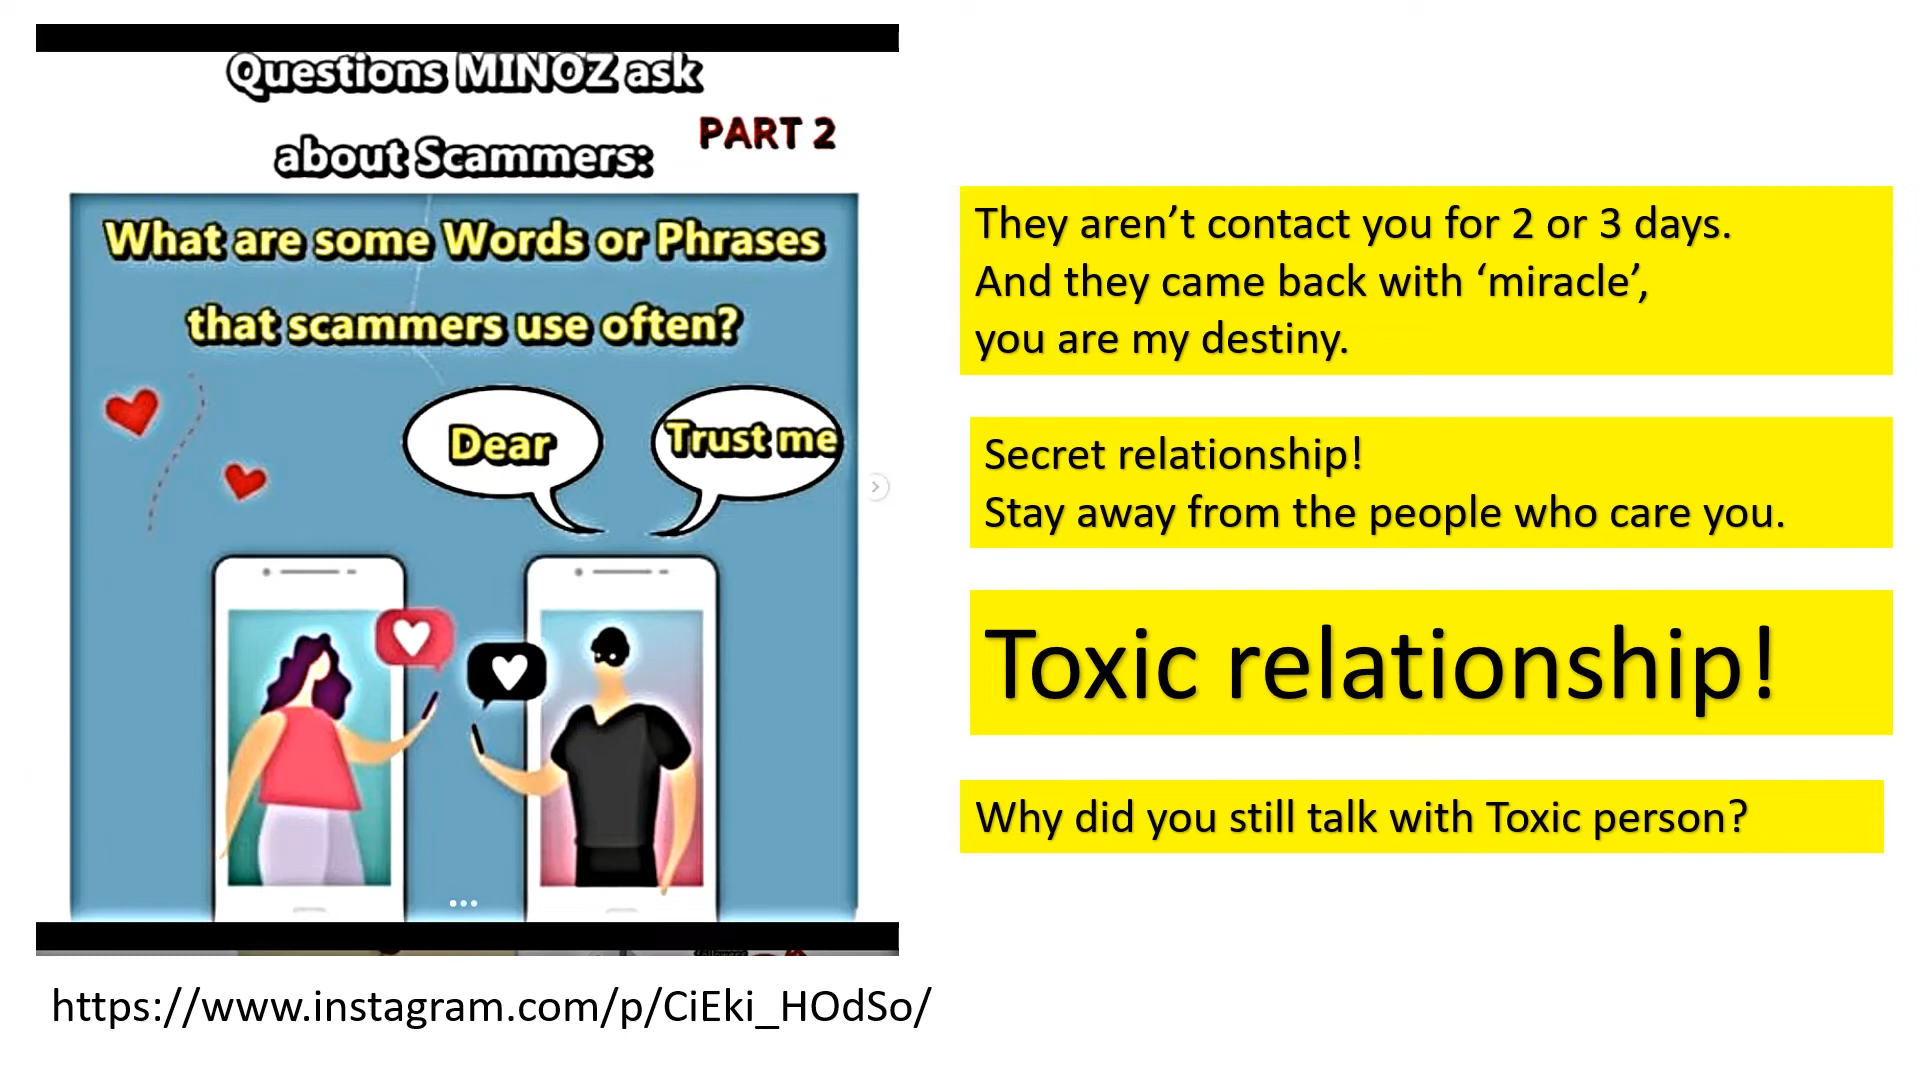 Questions MINOZ ask
about Scammers:
PART 2
What are some Words or Phrases
that scammers use often?
Dear
Trust me
https://www.instagram.com/p/CiEki_HOdSo/
They aren’t contact you for 2 or 3 days.
And they came back with ‘miracle’,
you are my destiny.
Secret relationship!
Stay away from the people who care you.
Toxic relationship!
Why did you still talk with Toxic person?